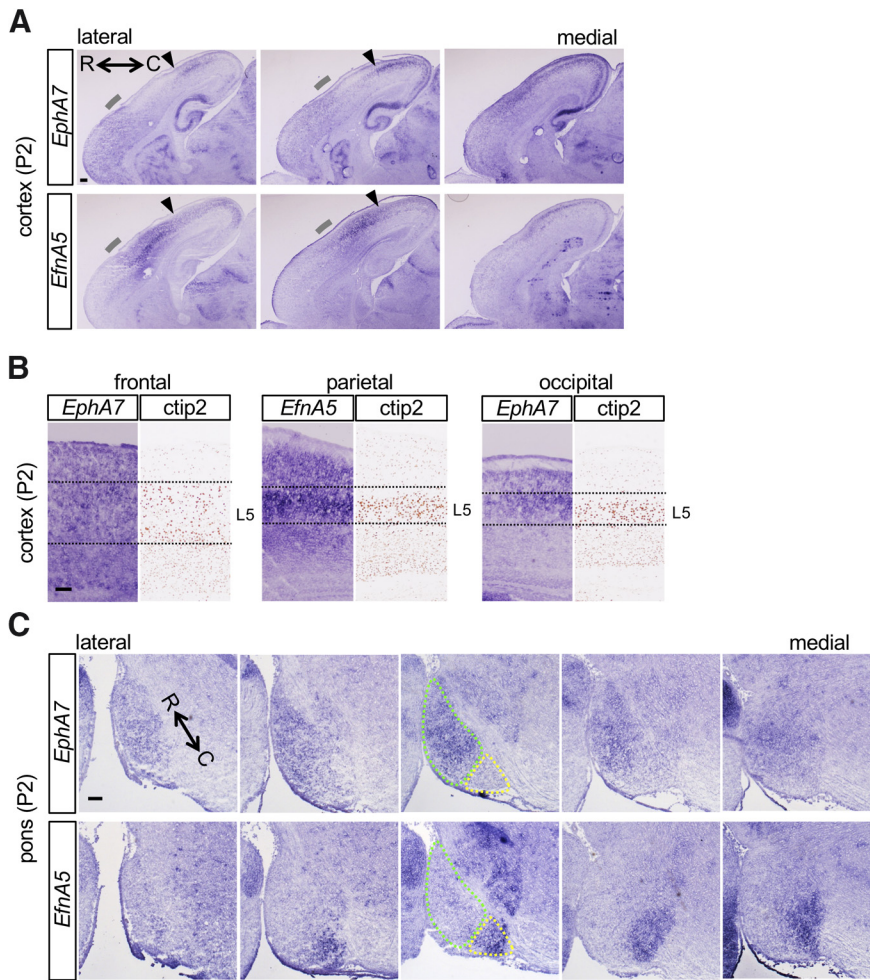 A
lateral
medial
EphA7
R
C
cortex (P2)
EfnA5
B
frontal
parietal
occipital
EphA7
ctip2
EfnA5
ctip2
EphA7
ctip2
cortex (P2)
L5
L5
C
lateral
medial
EphA7
R
C
pons (P2)
EfnA5